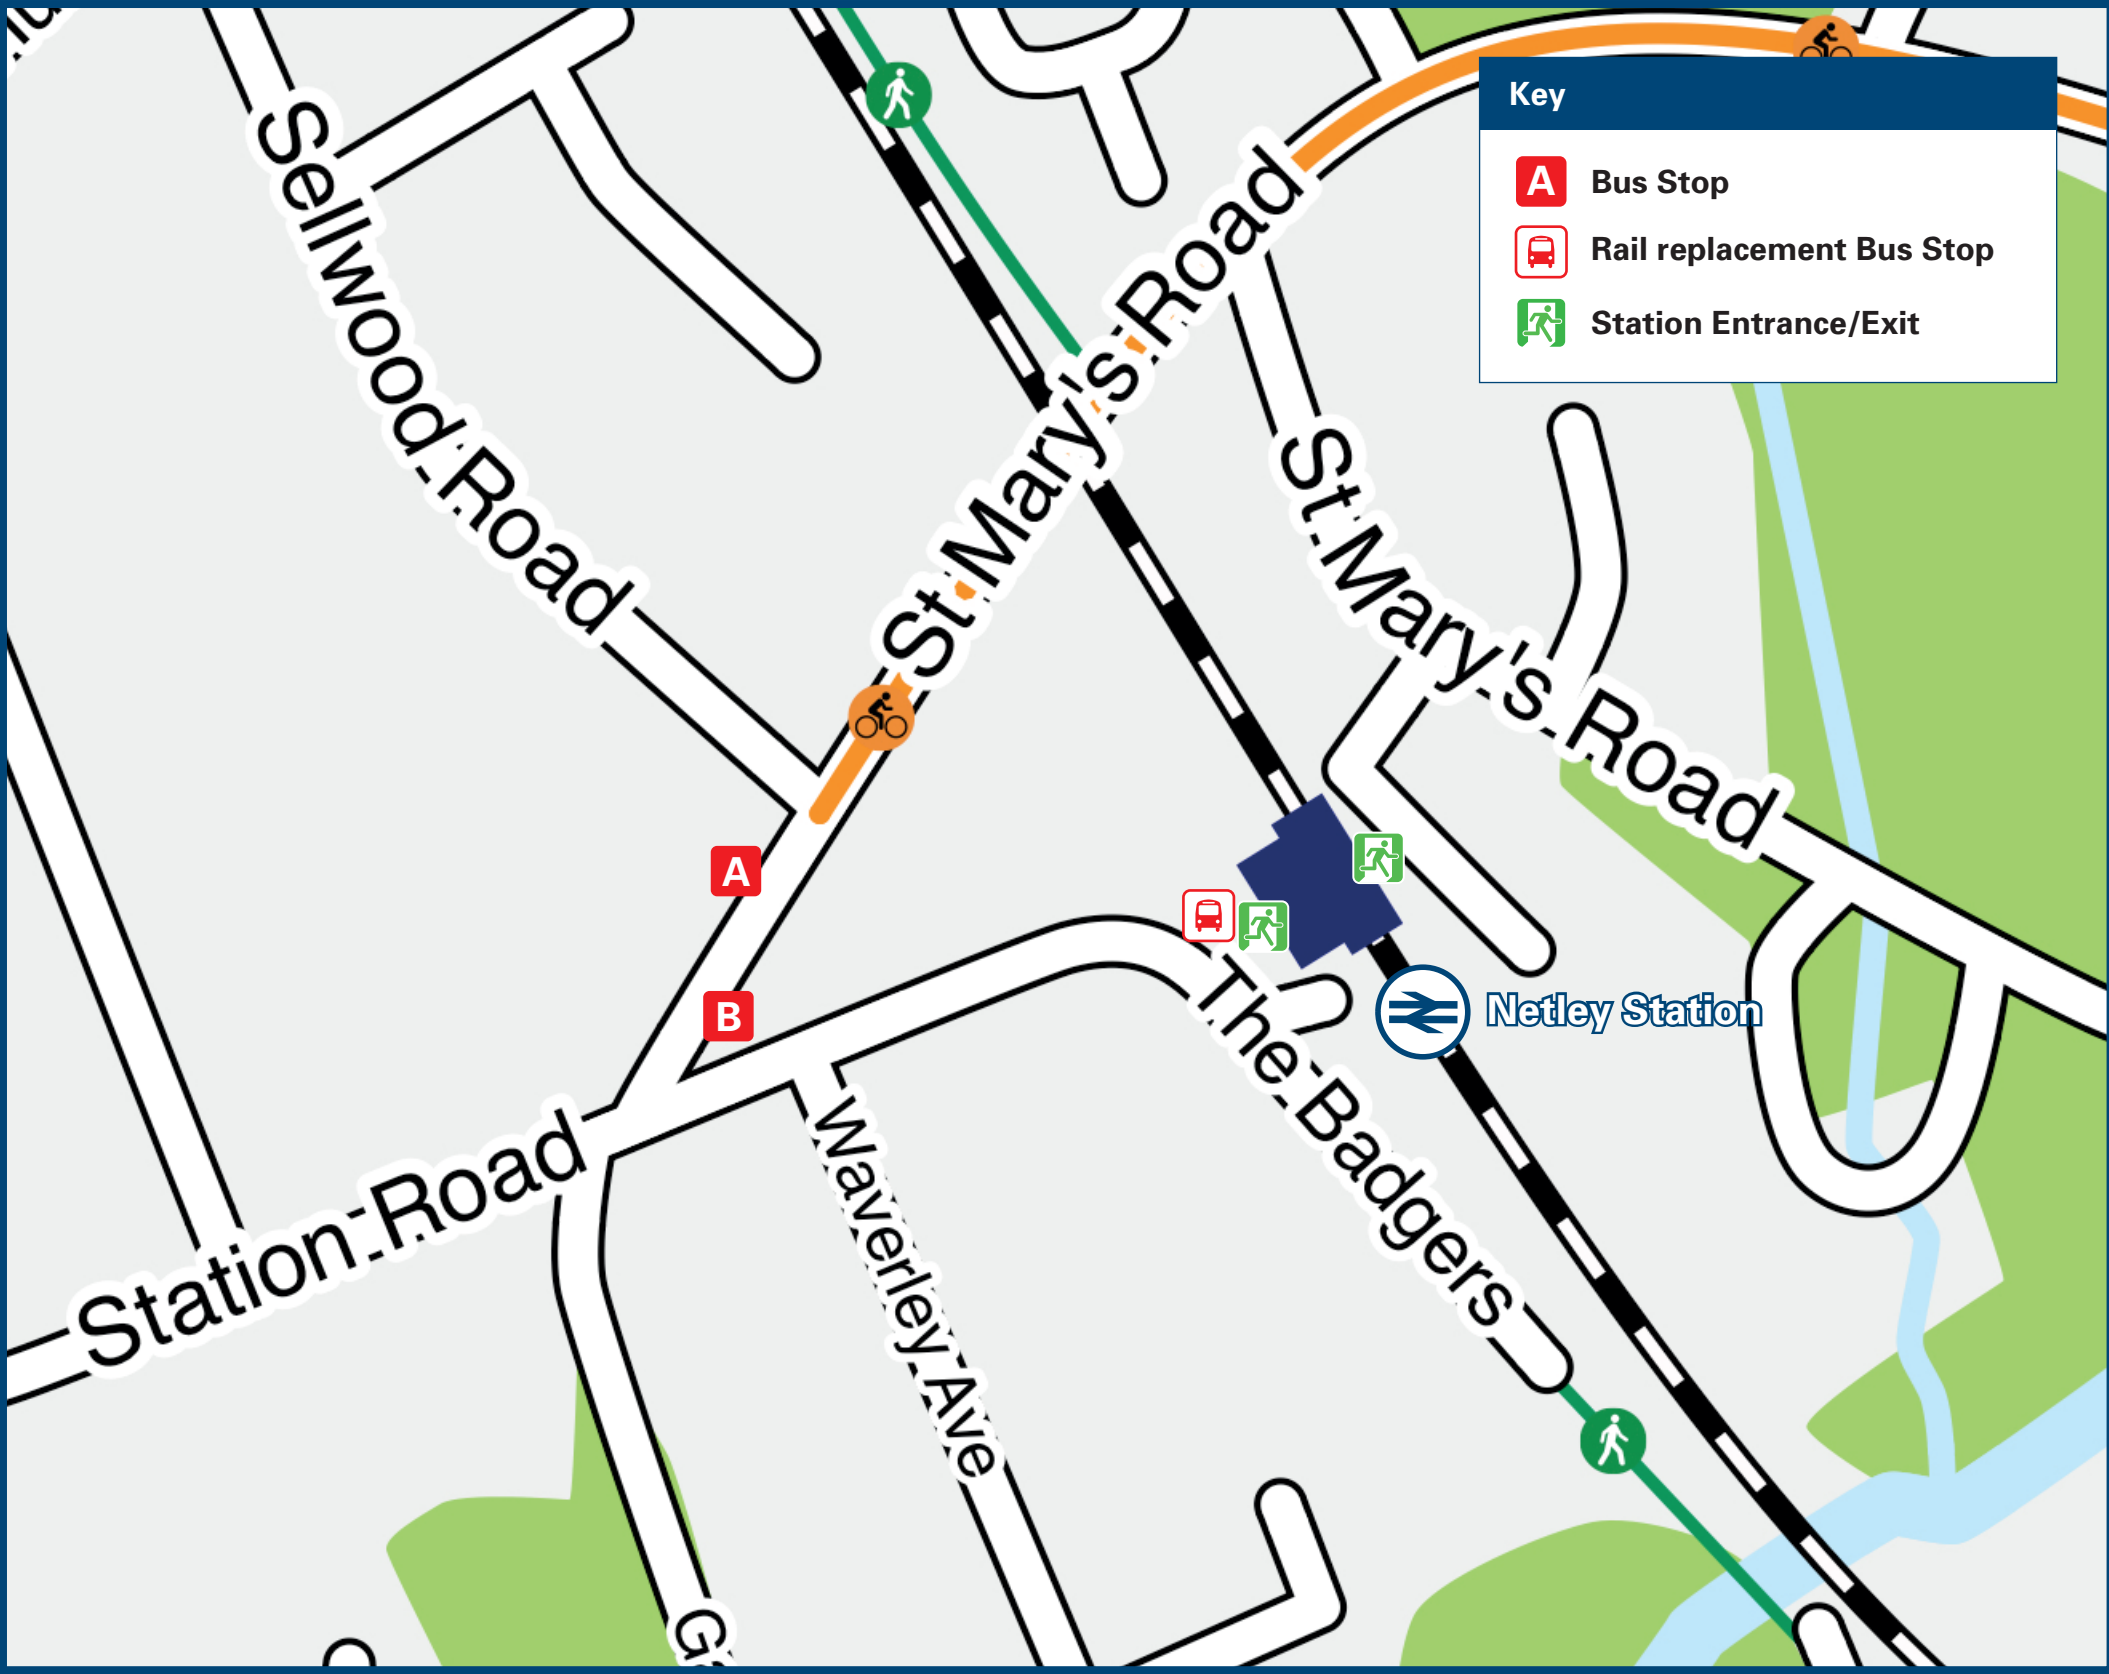 Key
A Bus Stop
Rail replacement Bus Stop
Station Entrance/Exit
Sellwood Road
St Mary's Road
St Mary's Road
A
B
Netley Station
The Badgers
Station Road
Waverley Ave